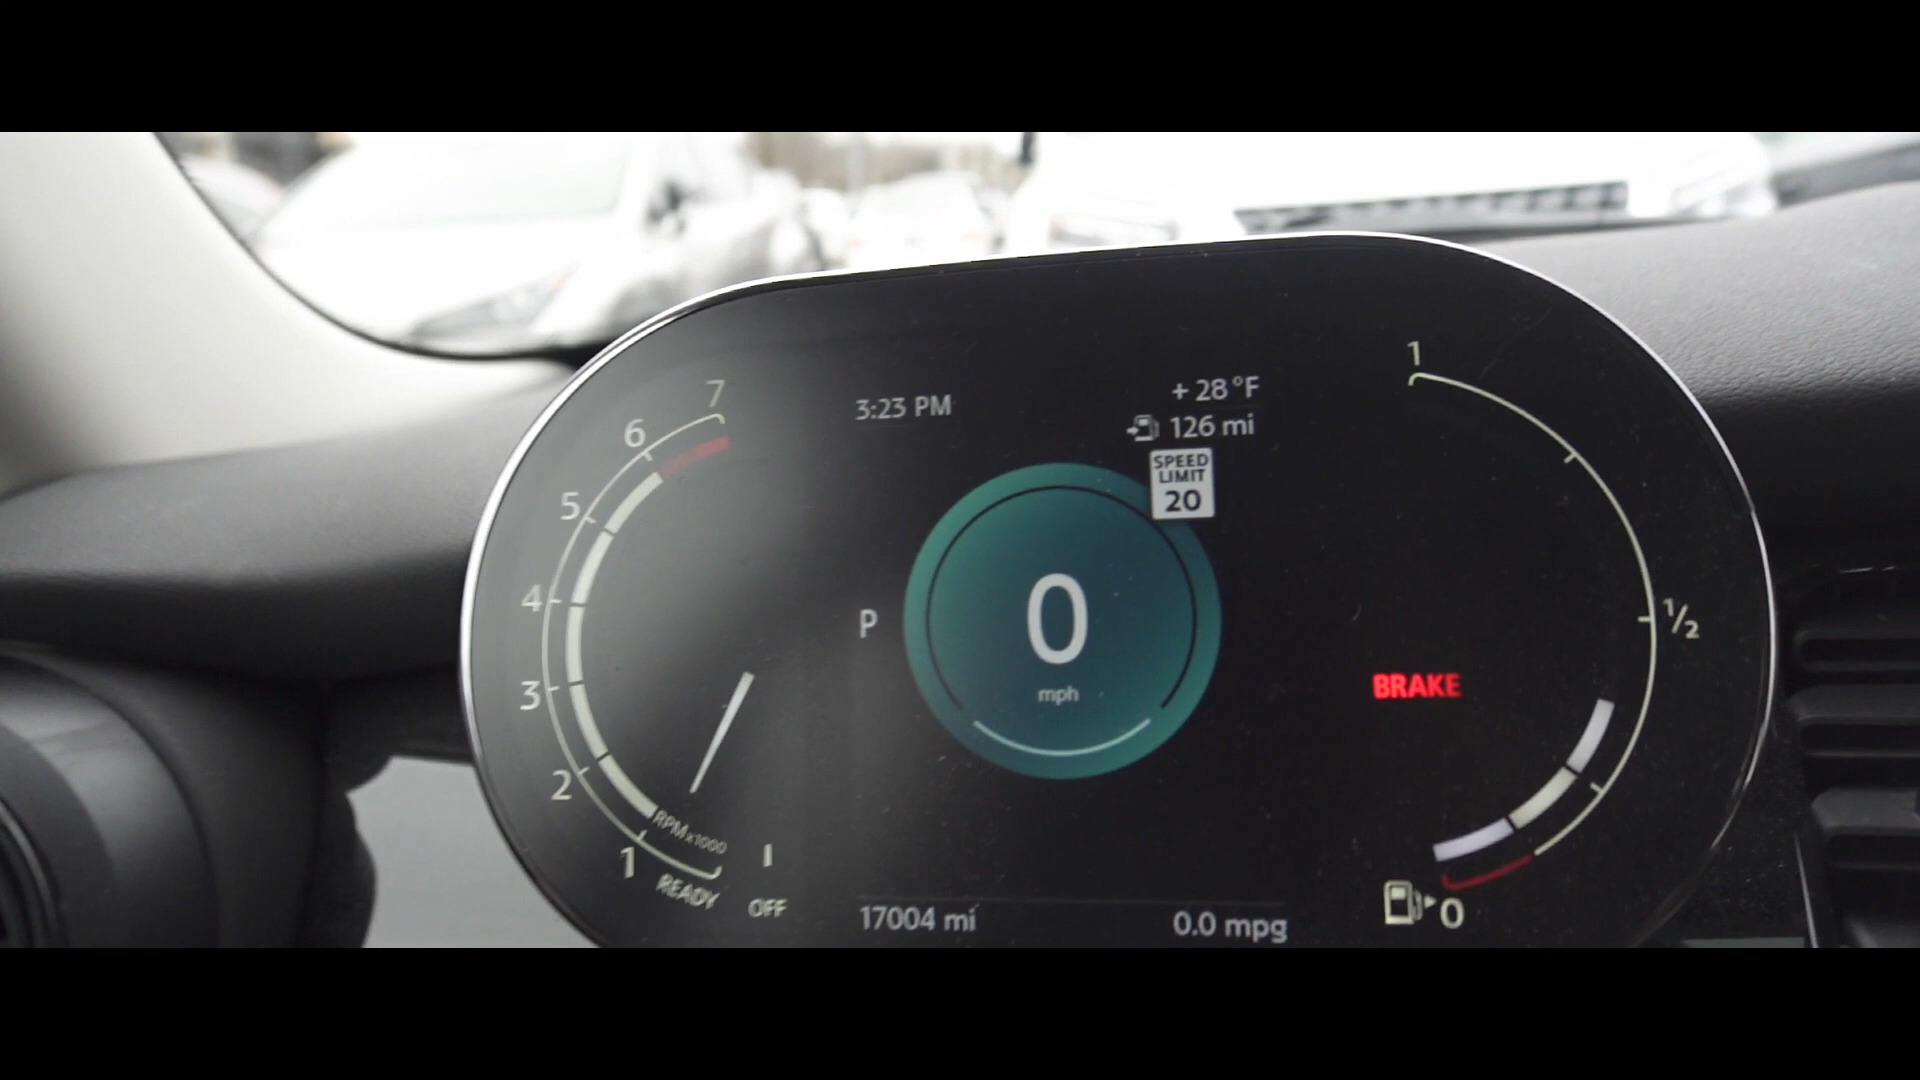 3:23 PM
+ 28 °F
126 mi
SPEED
LIMIT
20
7
6
5
4
3
2
1
RPM x1000
READY
OFF
P
0
mph
BRAKE
1
1/2
0
17004 mi
0.0 mpg